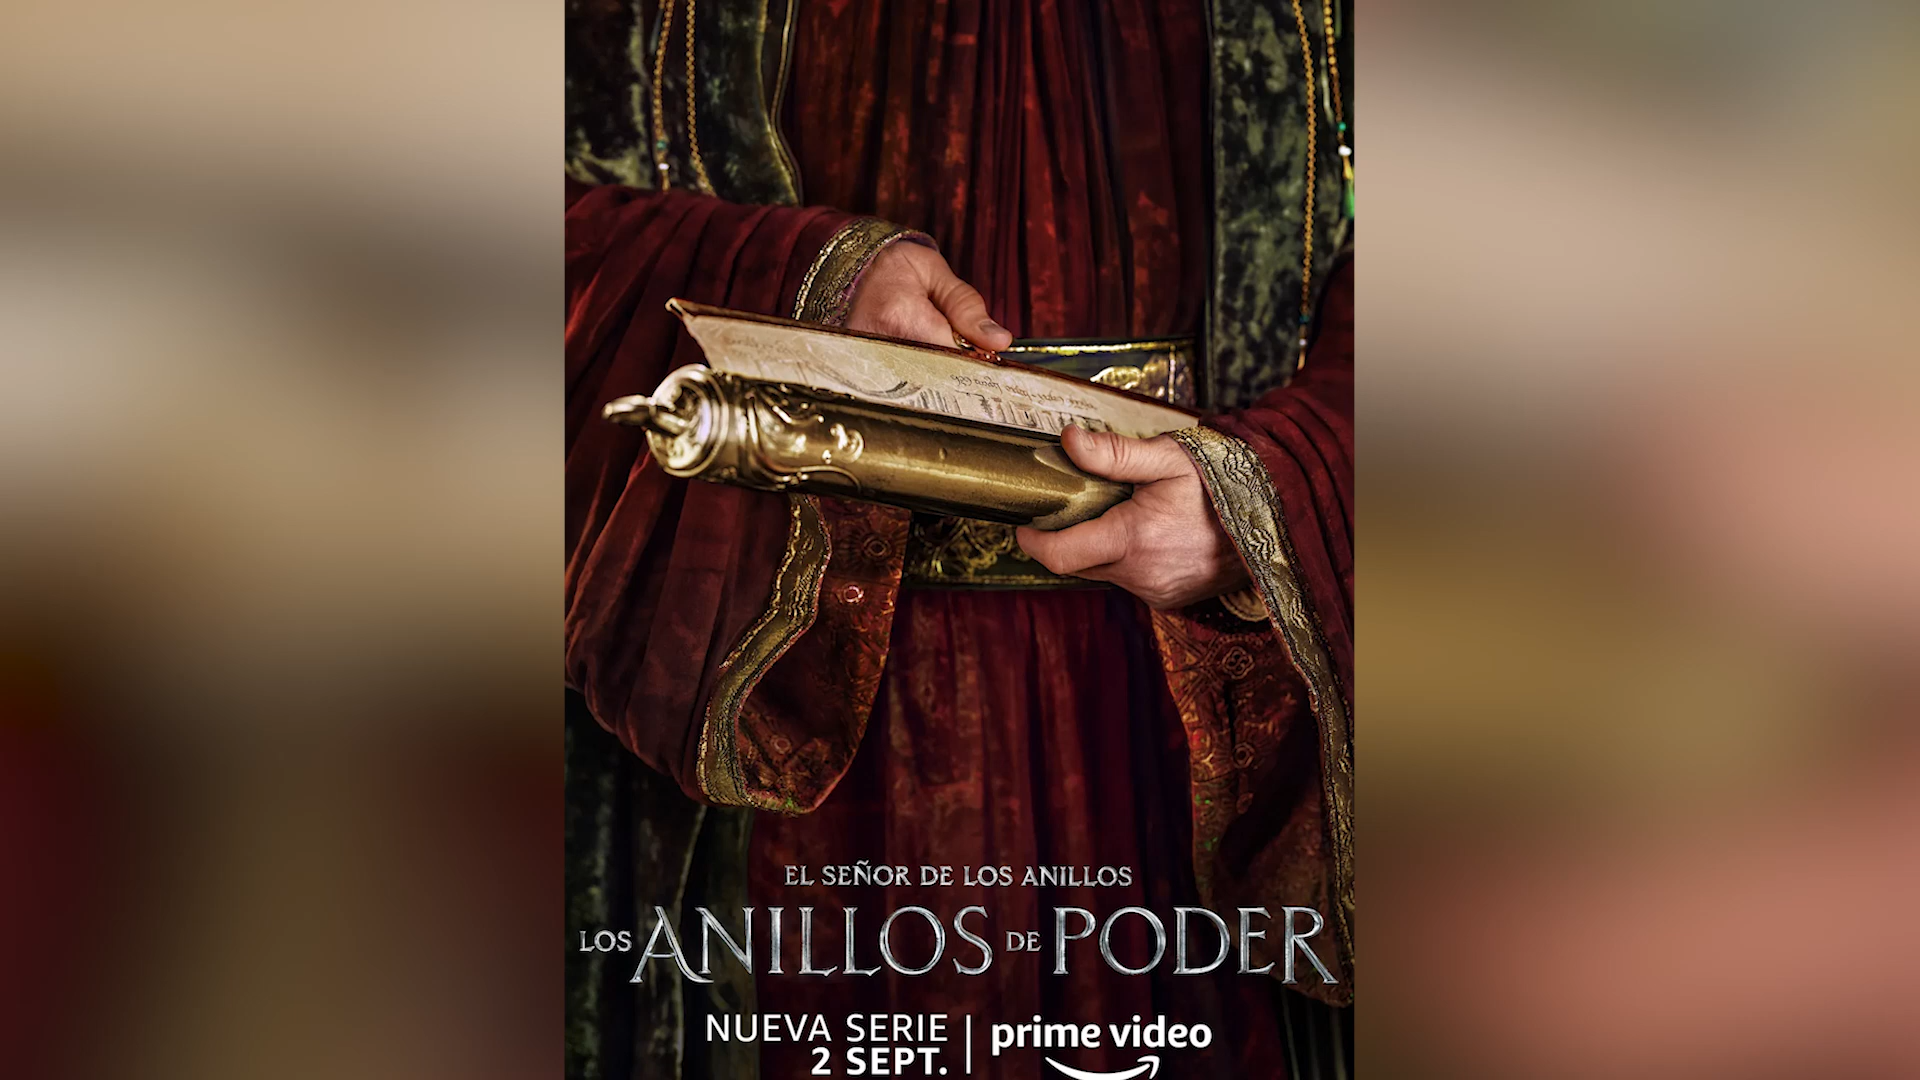 EL SEÑOR DE LOS ANILLOS
LOS ANILLOS DE PODER
NUEVA SERIE
2 SEPT.
prime video